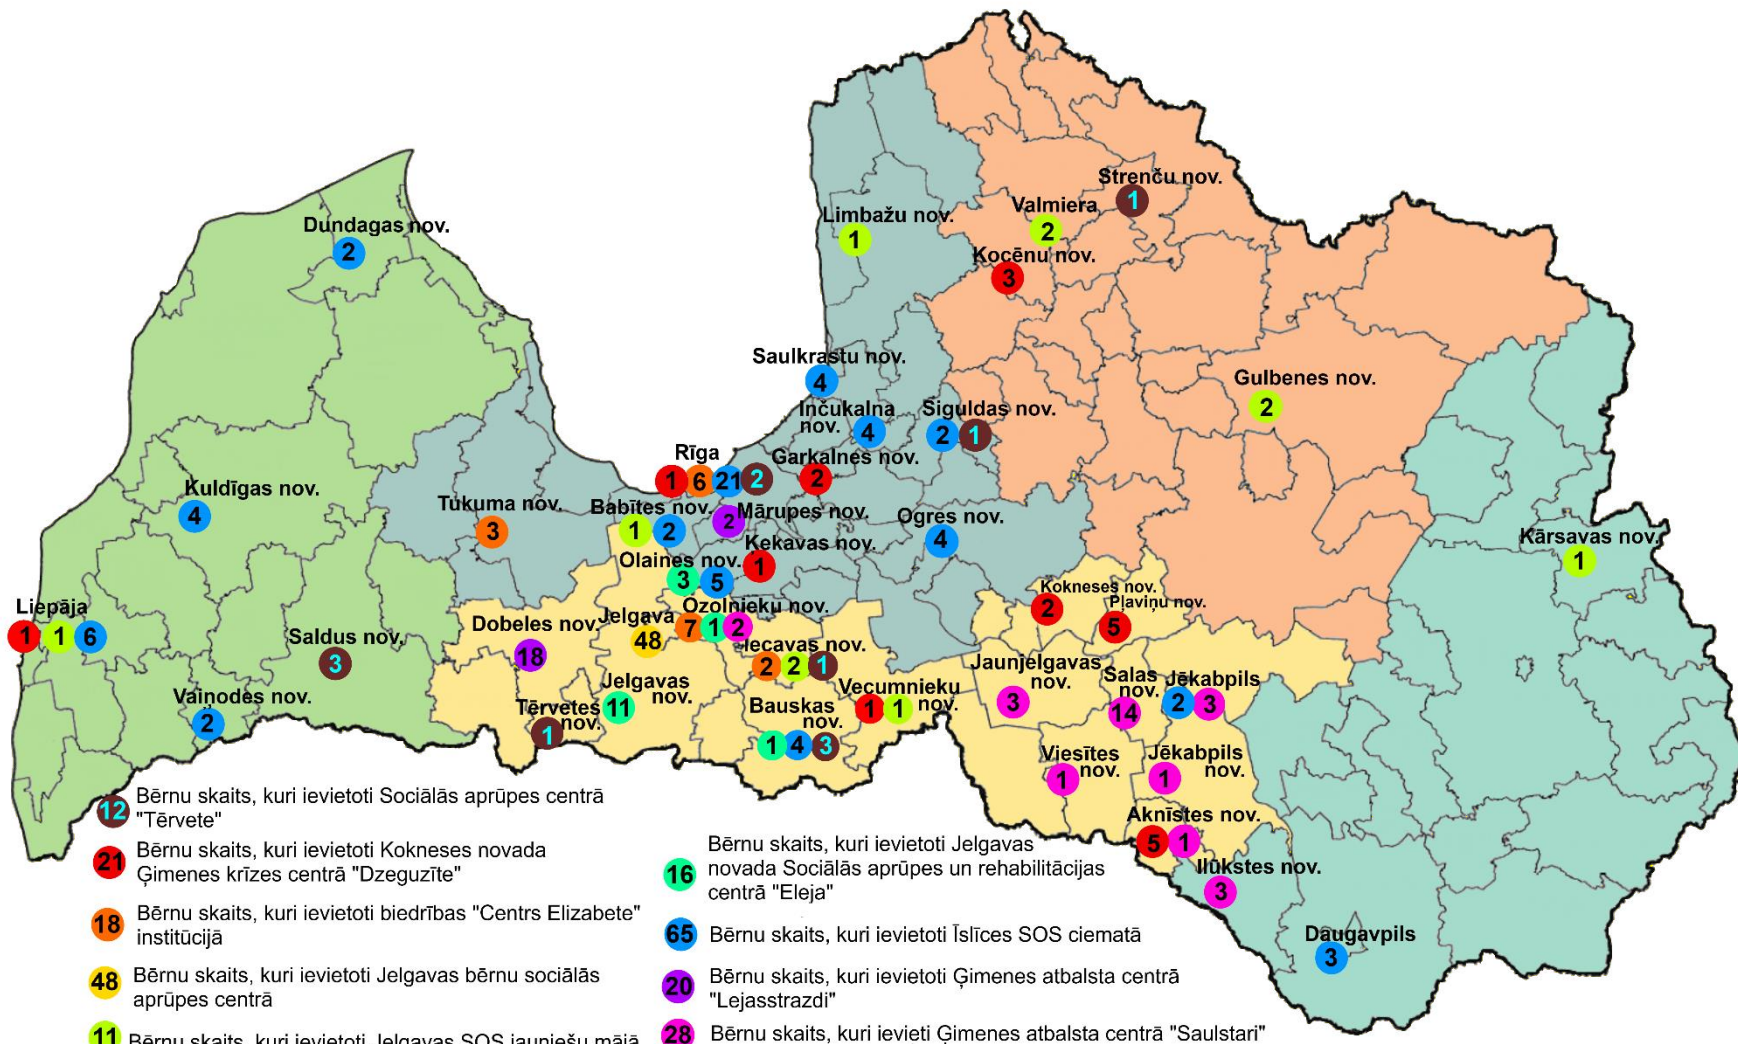 Strenču nov.
1
Limbažu nov.
1
Valmiera
2
Kocēnu nov.
3
Dundagas nov.
2
Saulkrastu nov.
4
Inčukalna
nov.
4
Siguldas nov.
2 1
Gulbenes nov.
2
Rīga
1 6 21 2
Garkalnes nov.
2
Kuldīgas nov.
4
Tukuma nov.
3
Babītes nov.
1 2
2 Mārupes nov.
Ogres nov.
4
Ķekavas nov.
1
Kārsavas nov.
1
Olaines nov.
3 5
Kokneses nov.
2
Pļaviņu nov.
5
Liepāja
1 1 6
Saldus nov.
3
Dobeles nov.
18
Jelgava
48
Ozolnieku nov.
7 1 2
Iecavas nov.
2 2 1
Jaunjelgavas
nov.
3
Salas
nov.
14
Jēkabpils
2 3
Vaiņodes nov.
2
Tērvetes
nov.
1
Jelgavas
nov.
11
Bauskas
nov.
1 4 3
Vecumnieku
nov.
1 1
Viesītes
nov.
1
Jēkabpils
nov.
1
Aknīstes nov.
5 1
Ilūkstes nov.
3
Daugavpils
3
12 Bērnu skaits, kuri ievietoti Sociālās aprūpes centrā
"Tērvete"
21 Bērnu skaits, kuri ievietoti Kokneses novada
Ģimenes krīzes centrā "Dzeguzīte"
18 Bērnu skaits, kuri ievietoti biedrības "Centrs Elizabete"
institūcijā
48 Bērnu skaits, kuri ievietoti Jelgavas bērnu sociālās
aprūpes centrā
11 Bērnu skaits, kuri ievietoti Jelgavas SOS jauniešu mājā
16 Bērnu skaits, kuri ievietoti Jelgavas
novada Sociālās aprūpes un rehabilitācijas
centrā "Eleja"
65 Bērnu skaits, kuri ievietoti Īslīces SOS ciematā
20 Bērnu skaits, kuri ievietoti Ģimenes atbalsta centrā
"Lejasstrazdi"
28 Bērnu skaits, kuri ievieti Ģimenes atbalsta centrā "Saulstari"